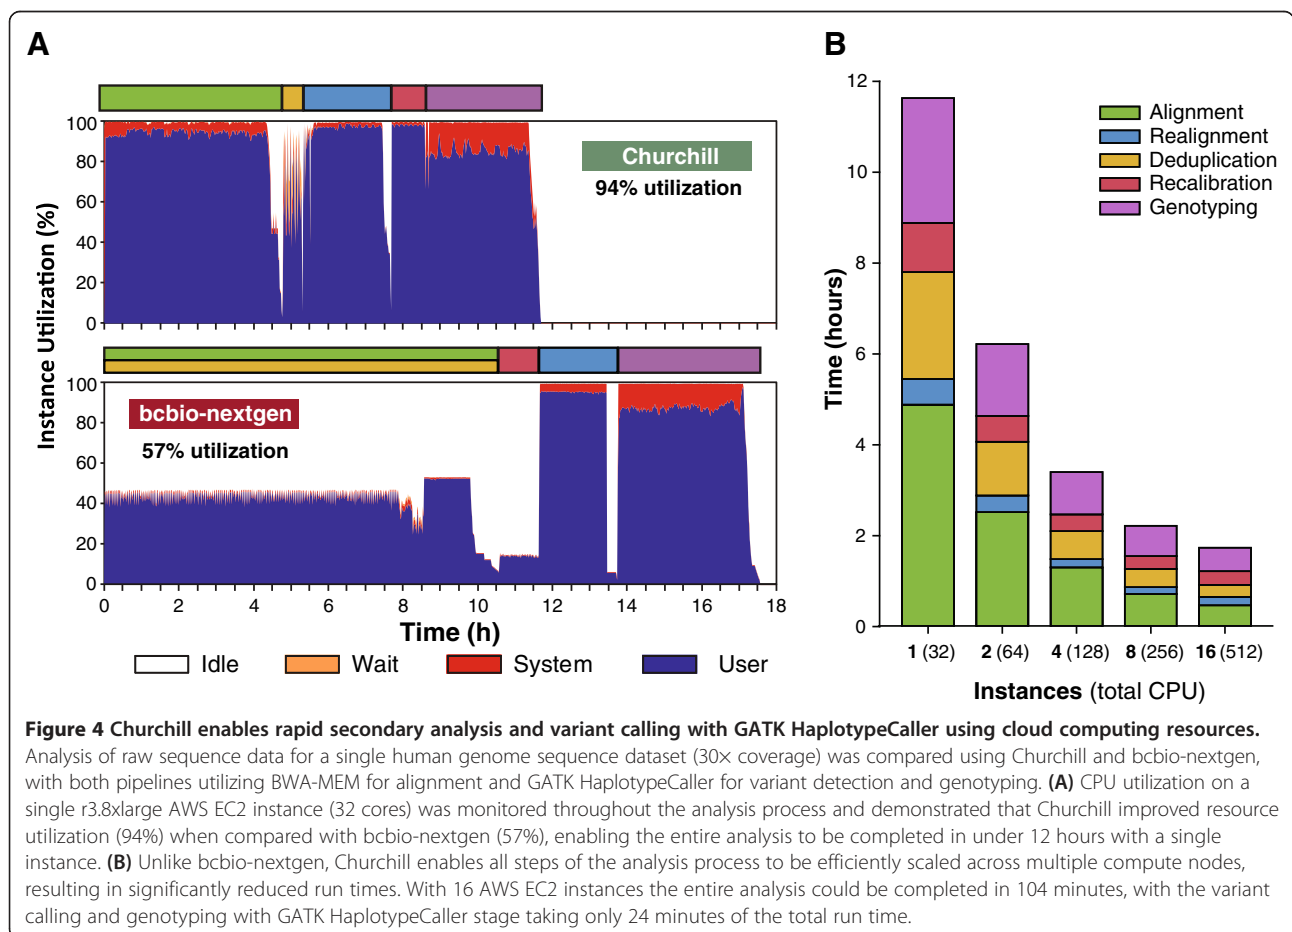 A
B
100
80
60
40
20
0
Churchill
94% utilization
Instance Utilization (%)
100
80
60
40
20
0
bcbio-nextgen
57% utilization
0 2 4 6 8 10 12 14 16 18
Time (h)
Idle Wait System User
12
10
8
6
4
2
0
Time (hours)
Alignment
Realignment
Deduplication
Recalibration
Genotyping
1 (32) 2 (64) 4 (128) 8 (256) 16 (512)
Instances (total CPU)
Figure 4 Churchill enables rapid secondary analysis and variant calling with GATK HaplotypeCaller using cloud computing resources.
Analysis of raw sequence data for a single human genome sequence dataset (30× coverage) was compared using Churchill and bcbio-nextgen,
with both pipelines utilizing BWA-MEM for alignment and GATK HaplotypeCaller for variant detection and genotyping. (A) CPU utilization on a
single r3.8xlarge AWS EC2 instance (32 cores) was monitored throughout the analysis process and demonstrated that Churchill improved resource
utilization (94%) when compared with bcbio-nextgen (57%), enabling the entire analysis to be completed in under 12 hours with a single
instance. (B) Unlike bcbio-nextgen, Churchill enables all steps of the analysis process to be efficiently scaled across multiple compute nodes,
resulting in significantly reduced run times. With 16 AWS EC2 instances the entire analysis could be completed in 104 minutes, with the variant
calling and genotyping with GATK HaplotypeCaller stage taking only 24 minutes of the total run time.